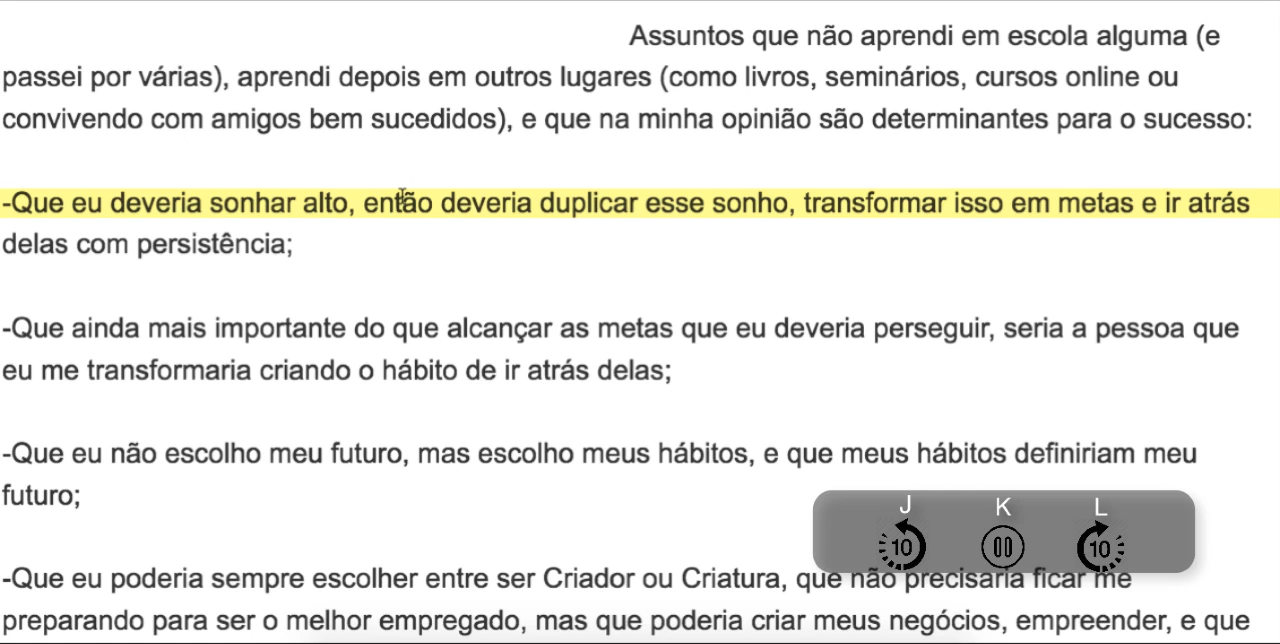 Assuntos que não aprendi em escola alguma (e
passei por várias), aprendi depois em outros lugares (como livros, seminários, cursos online ou
convivendo com amigos bem sucedidos), e que na minha opinião são determinantes para o sucesso:
-Que eu deveria sonhar alto, então deveria duplicar esse sonho, transformar isso em metas e ir atrás
delas com persistência;
-Que ainda mais importante do que alcançar as metas que eu deveria perseguir, seria a pessoa que
eu me transformaria criando o hábito de ir atrás delas;
-Que eu não escolho meu futuro, mas escolho meus hábitos, e que meus hábitos definiriam meu
futuro;
J K L
10 10
-Que eu poderia sempre escolher entre ser Criador ou Criatura, que não precisaria ficar me
preparando para ser o melhor empregado, mas que poderia criar meus negócios, empreender, e que